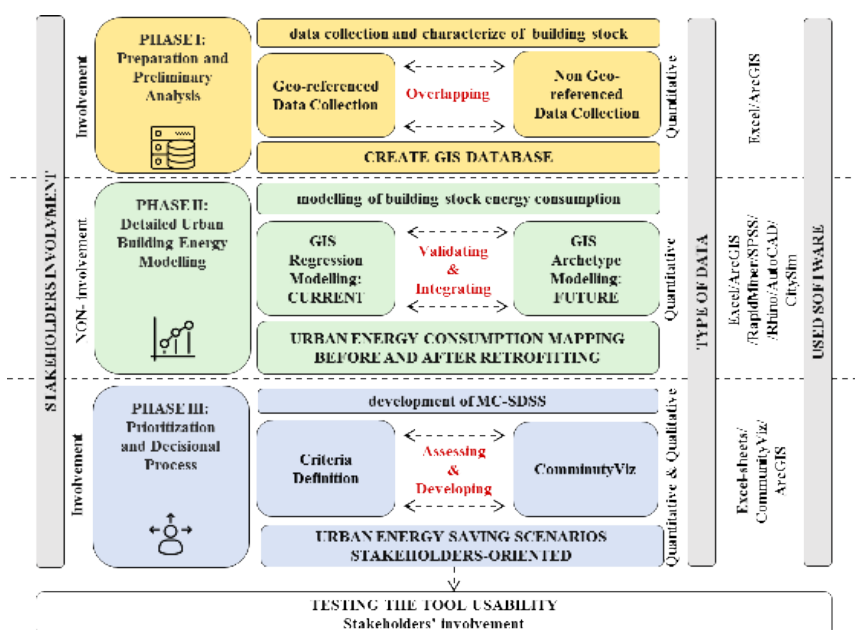 STAKEHOLDERS INVOLVMENT
Involvement
PHASE I:
Preparation and
Preliminary
Analysis
data collection and characterize of building stock
Geo-referenced
Data Collection
Overlapping
Non Geo-
referenced
Data Collection
CREATE GIS DATABASE
Quantitative
Excel/ArcGIS
NON- involvement
PHASE II:
Detailed Urban
Building Energy
Modelling
modelling of building stock energy consumption
GIS
Regression
Modelling:
CURRENT
Validating
&
Integrating
GIS
Archetype
Modelling:
FUTURE
URBAN ENERGY CONSUMPTION MAPPING
BEFORE AND AFTER RETROFITTING
Quantitative
TYPE OF DATA
Excel/ArcGIS
/RapidMiner/SPSS/
/Rhino/AutoCAD/
CitySim
USED SOFTWARE
Involvement
PHASE III:
Prioritization
and Decisional
Process
development of MC-SDSS
Criteria
Definition
Assessing
&
Developing
ComminutyViz
URBAN ENERGY SAVING SCENARIOS
STAKEHOLDERS-ORIENTED
Quantitative & Qualitative
Excel-sheets/
CommunityViz/
ArcGIS
TESTING THE TOOL USABILITY
Stakeholders' involvement